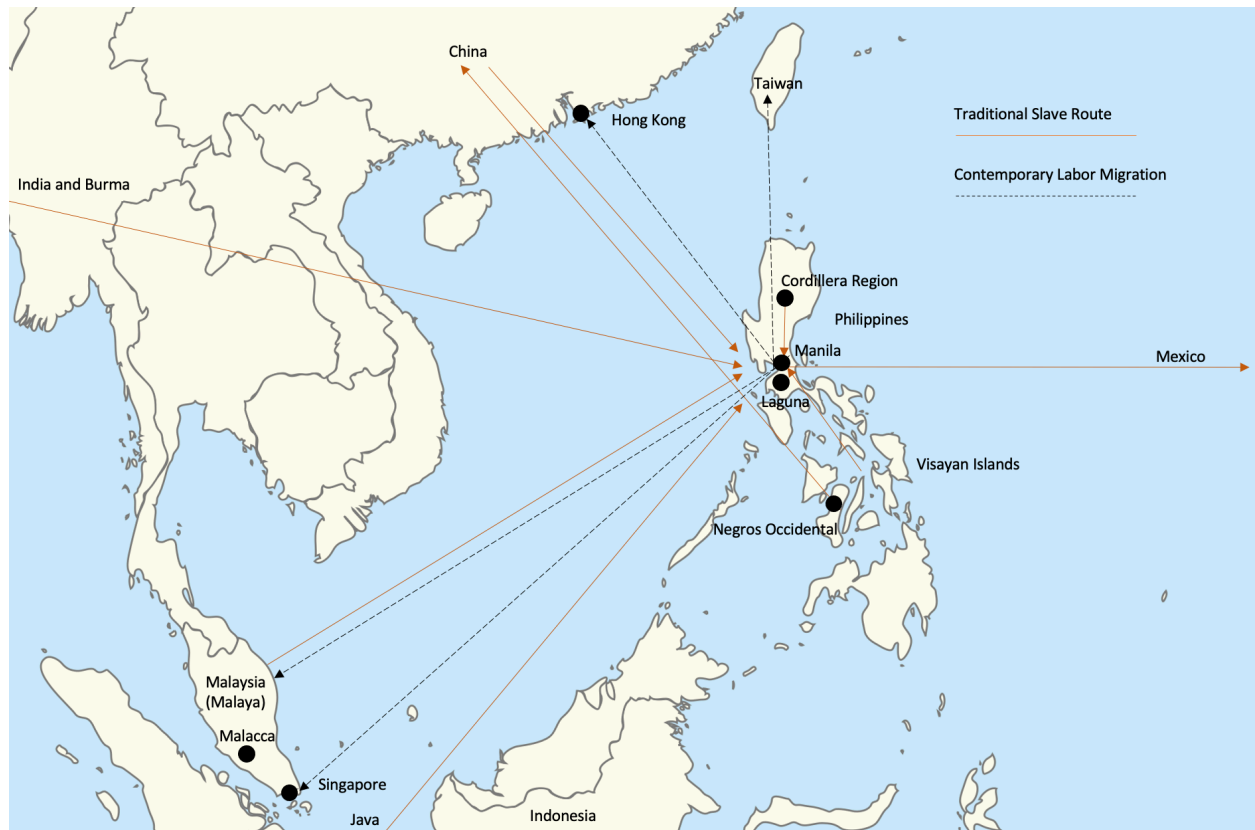 China
Taiwan
Hong Kong
Traditional Slave Route
Contemporary Labor Migration
India and Burma
Cordillera Region
Philippines
Manila
Mexico
Laguna
Visayan Islands
Negros Occidental
Malaysia
(Malaya)
Malacca
Singapore
Java
Indonesia